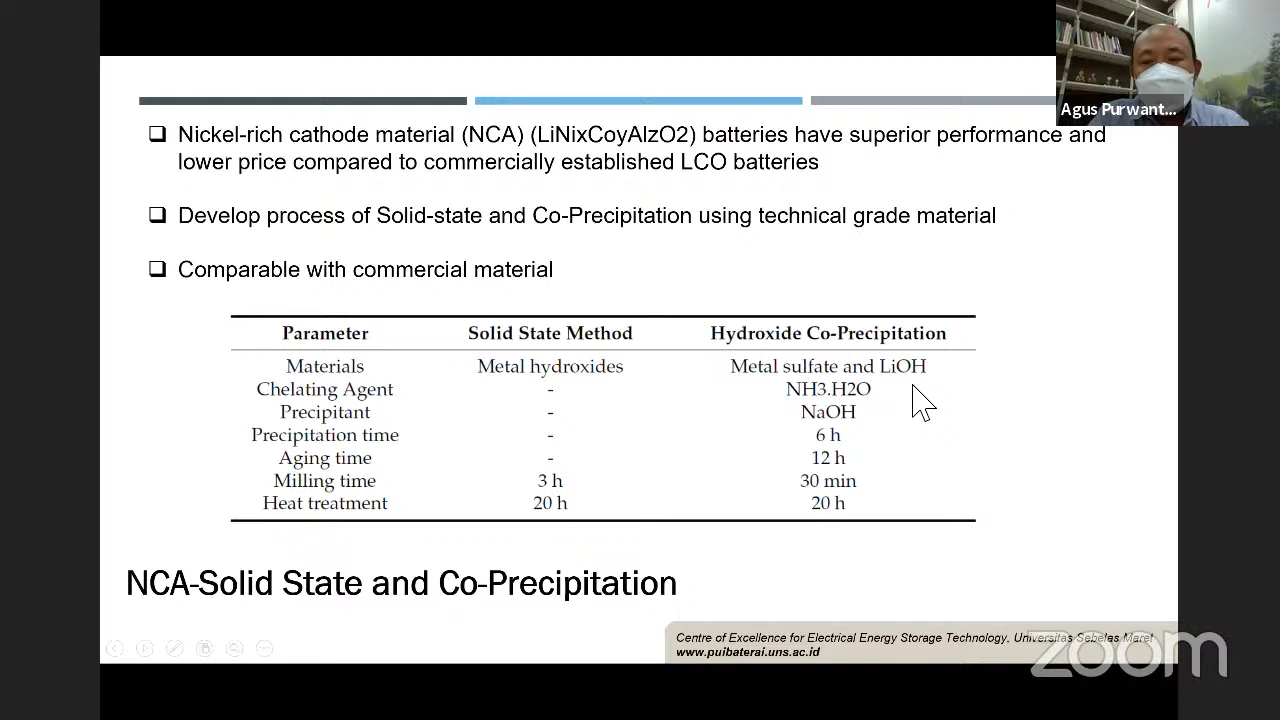 Agus Purwant...
Nickel-rich cathode material (NCA) (LiNixCoyAlzO2) batteries have superior performance and
lower price compared to commercially established LCO batteries
Develop process of Solid-state and Co-Precipitation using technical grade material
Comparable with commercial material
Parameter Solid State Method Hydroxide Co-Precipitation
Materials Metal hydroxides Metal sulfate and LiOH
Chelating Agent - NH3.H2O
Precipitant - NaOH
Precipitation time - 6 h
Aging time - 12 h
Milling time 3 h 30 min
Heat treatment 20 h 20 h
NCA-Solid State and Co-Precipitation
Centre of Excellence for Electrical Energy Storage Technology, Universitas Sebelas Maret
www.puibaterai.uns.ac.id
zoom